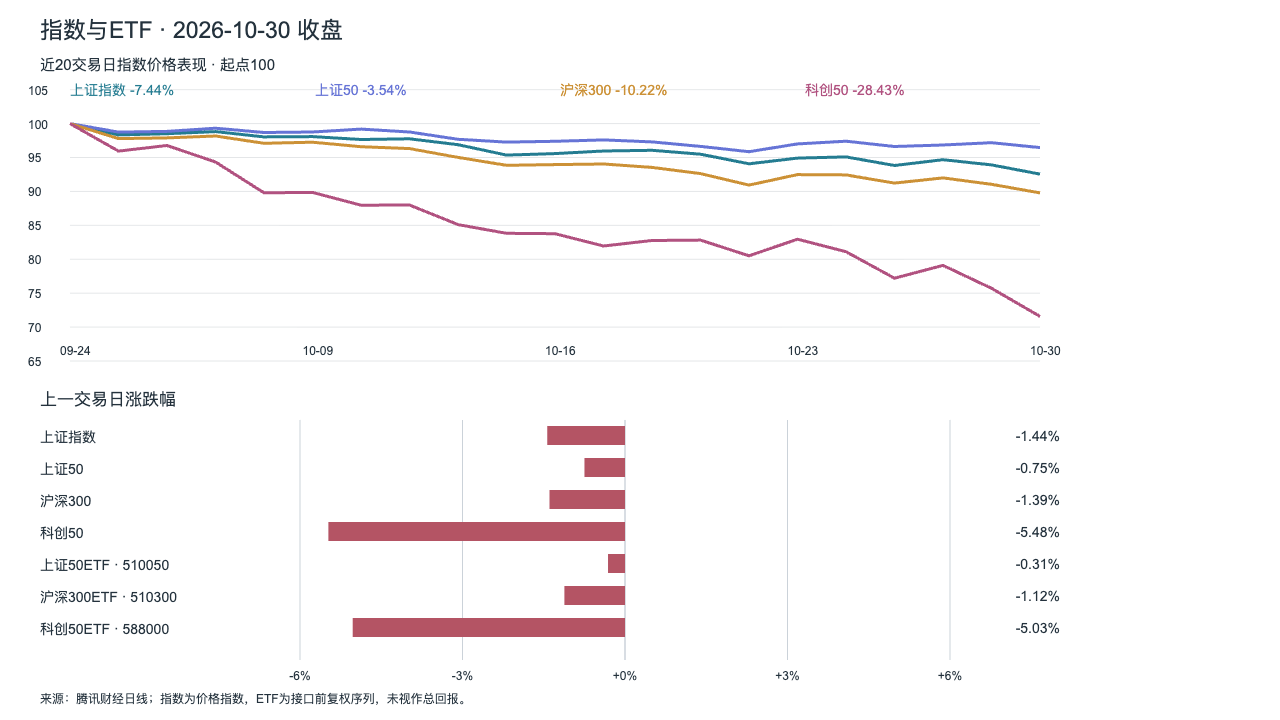 指数与ETF · 2026-10-30 收盘
近20交易日指数价格表现 · 起点100
上证指数 -7.44% 上证50 -3.54% 沪深300 -10.22% 科创50 -28.43%
105
100
95
90
85
80
75
70
65
09-24 10-09 10-16 10-23 10-30
上一交易日涨跌幅
上证指数 -1.44%
上证50 -0.75%
沪深300 -1.39%
科创50 -5.48%
上证50ETF · 510050 -0.31%
沪深300ETF · 510300 -1.12%
科创50ETF · 588000 -5.03%
-6% -3% +0% +3% +6%
来源：腾讯财经日线；指数为价格指数，ETF为接口前复权序列，未视作总回报。